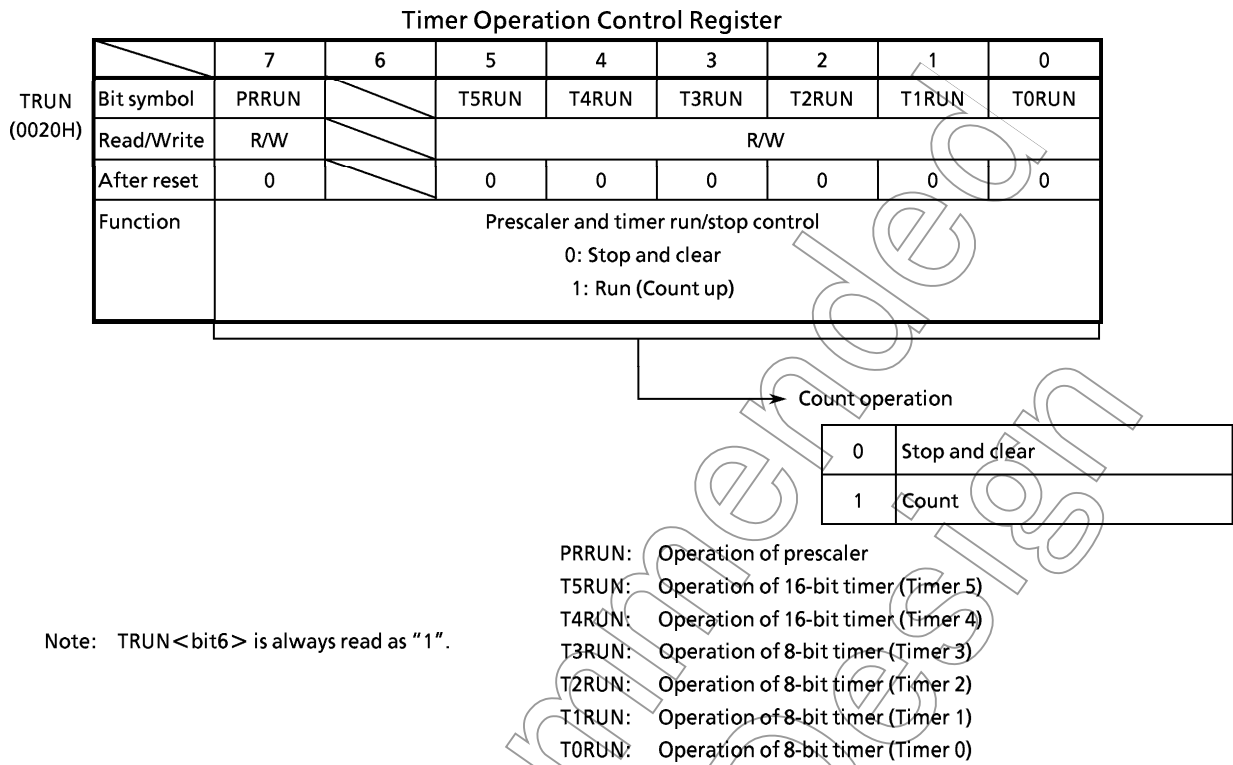 Timer Operation Control Register
7 6 5 4 3 2 1 0
TRUN
(0020H)
Bit symbol PRRUN T5RUN T4RUN T3RUN T2RUN T1RUN T0RUN
Read/Write R/W R/W
After reset 0 0 0 0 0 0 0
Function Prescaler and timer run/stop control
0: Stop and clear
1: Run (Count up)
Count operation
0 Stop and clear
1 Count
PRRUN: Operation of prescaler
T5RUN: Operation of 16-bit timer (Timer 5)
T4RUN: Operation of 16-bit timer (Timer 4)
Note: TRUN<bit6> is always read as "1".
T3RUN: Operation of 8-bit timer (Timer 3)
T2RUN: Operation of 8-bit timer (Timer 2)
T1RUN: Operation of 8-bit timer (Timer 1)
T0RUN: Operation of 8-bit timer (Timer 0)
mmended
esign